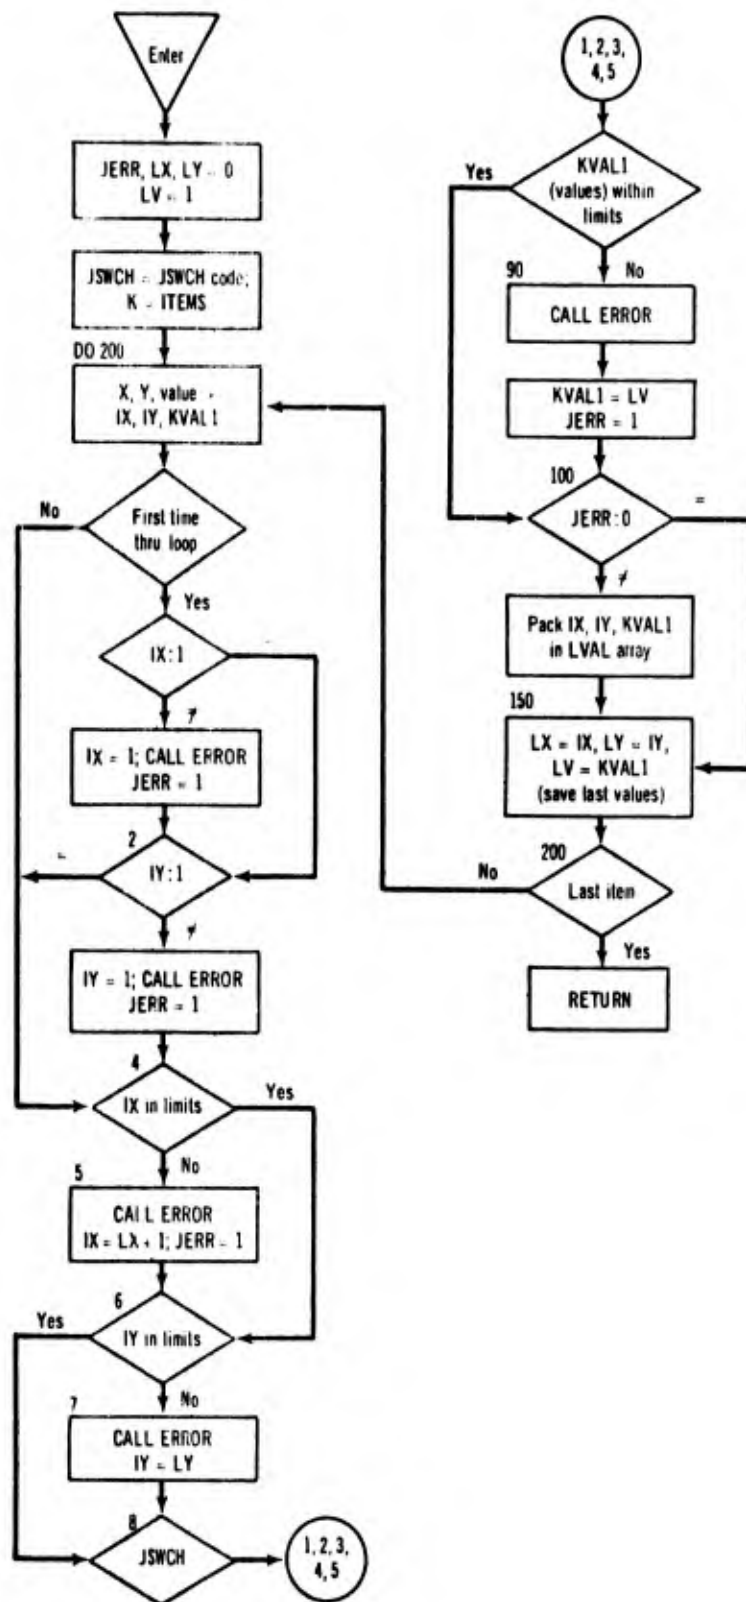 Enter
JERR, LX, LY = 0
LV = 1
JSWCH = JSWCH code;
K = ITEMS
DO 200
X, Y, value
IX, IY, KVAL1
No
First time
thru loop
Yes
IX:1
≠
IX = 1; CALL ERROR
JERR = 1
2
=
IY:1
≠
IY = 1; CALL ERROR
JERR = 1
4
IX in limits
Yes
No
5
CALL ERROR
IX = LX + 1; JERR = 1
6
Yes
IY in limits
No
7
CALL ERROR
IY = LY
8
JSWCH
1, 2, 3,
4, 5
1, 2, 3,
4, 5
Yes
KVAL1
(values) within
limits
No
90
CALL ERROR
KVAL1 = LV
JERR = 1
100
JERR:0
=
≠
Pack IX, IY, KVAL1
in LVAL array
150
LX = IX, LY = IY,
LV = KVAL1
(save last values)
200
No
Last item
Yes
RETURN